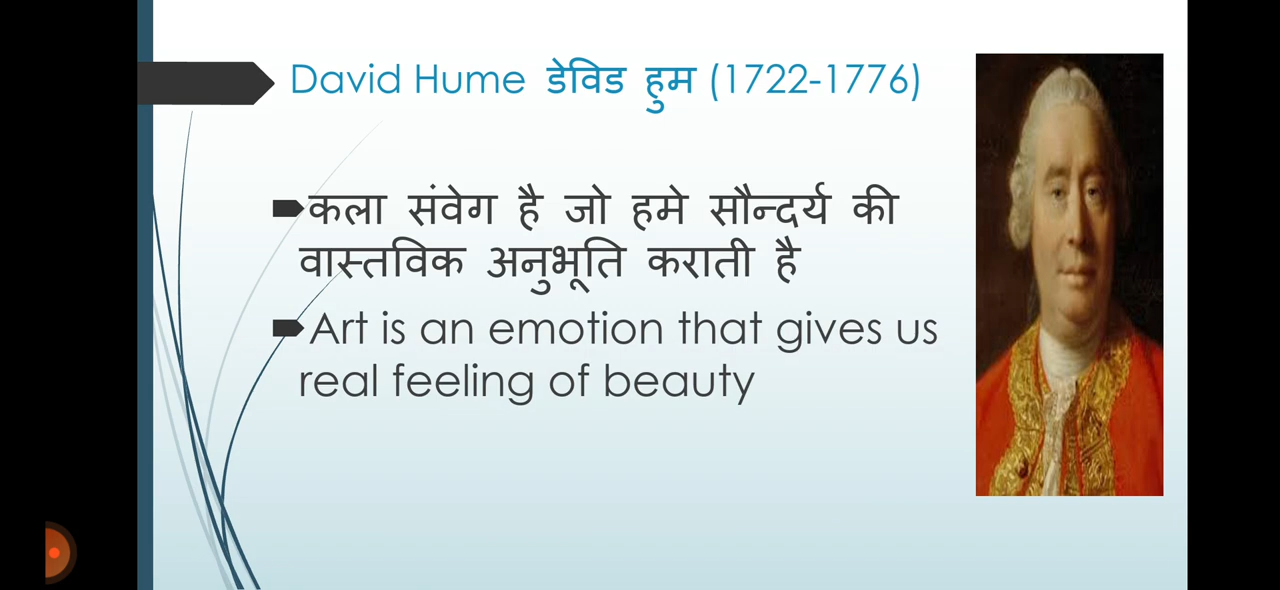 David Hume डेविड हुम (1722-1776)
कला संवेग है जो हमे सौन्दर्य की
वास्तविक अनुभूति कराती है
Art is an emotion that gives us
real feeling of beauty